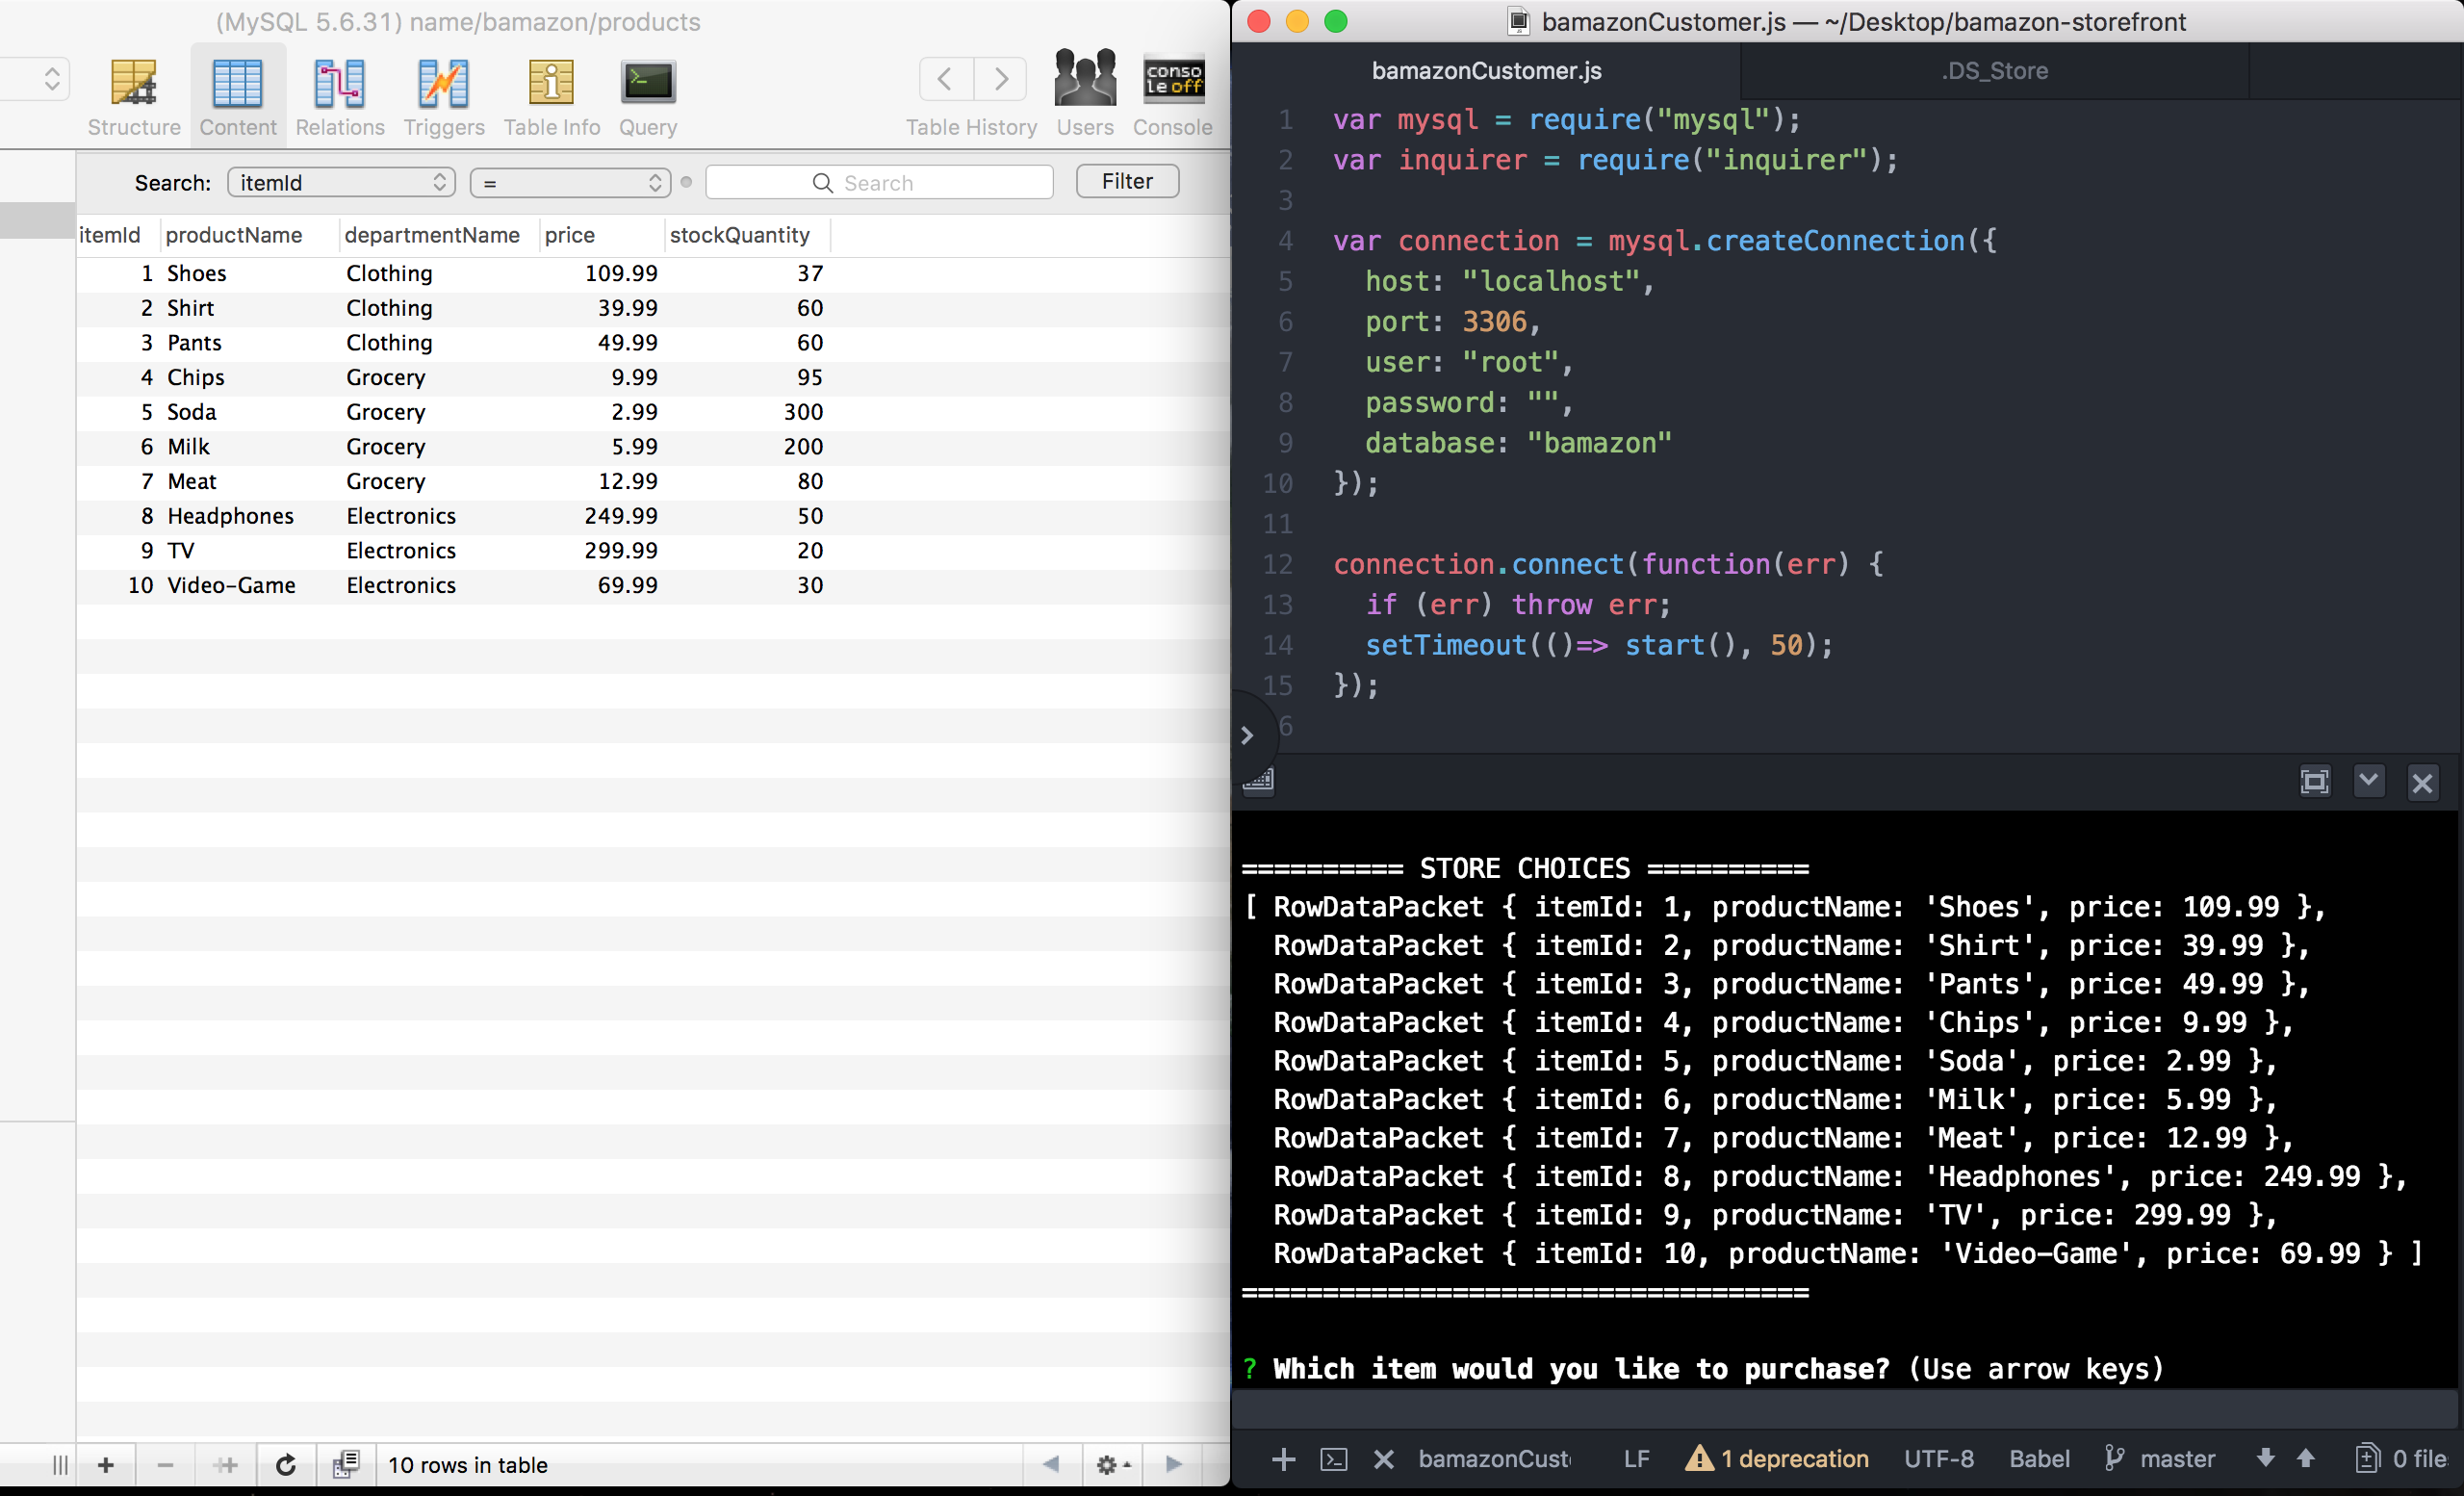 (MySQL 5.6.31) name/bamazon/products
Structure Content Relations Triggers Table Info Query Table History Users Console
conso
leoff
Search: itemId = Search Filter
itemId productName departmentName price stockQuantity
1 Shoes Clothing 109.99 37
2 Shirt Clothing 39.99 60
3 Pants Clothing 49.99 60
4 Chips Grocery 9.99 95
5 Soda Grocery 2.99 300
6 Milk Grocery 5.99 200
7 Meat Grocery 12.99 80
8 Headphones Electronics 249.99 50
9 TV Electronics 299.99 20
10 Video-Game Electronics 69.99 30
10 rows in table
bamazonCustomer.js — ~/Desktop/bamazon-storefront
bamazonCustomer.js .DS_Store
1 var mysql = require("mysql");
2 var inquirer = require("inquirer");
3
4 var connection = mysql.createConnection({
5 host: "localhost",
6 port: 3306,
7 user: "root",
8 password: "",
9 database: "bamazon"
10 });
11
12 connection.connect(function(err) {
13 if (err) throw err;
14 setTimeout(()=> start(), 50);
15 });
6
========== STORE CHOICES ==========
[ RowDataPacket { itemId: 1, productName: 'Shoes', price: 109.99 },
RowDataPacket { itemId: 2, productName: 'Shirt', price: 39.99 },
RowDataPacket { itemId: 3, productName: 'Pants', price: 49.99 },
RowDataPacket { itemId: 4, productName: 'Chips', price: 9.99 },
RowDataPacket { itemId: 5, productName: 'Soda', price: 2.99 },
RowDataPacket { itemId: 6, productName: 'Milk', price: 5.99 },
RowDataPacket { itemId: 7, productName: 'Meat', price: 12.99 },
RowDataPacket { itemId: 8, productName: 'Headphones', price: 249.99 },
RowDataPacket { itemId: 9, productName: 'TV', price: 299.99 },
RowDataPacket { itemId: 10, productName: 'Video-Game', price: 69.99 } ]
===================================
? Which item would you like to purchase? (Use arrow keys)
bamazonCust LF 1 deprecation UTF-8 Babel master 0 file